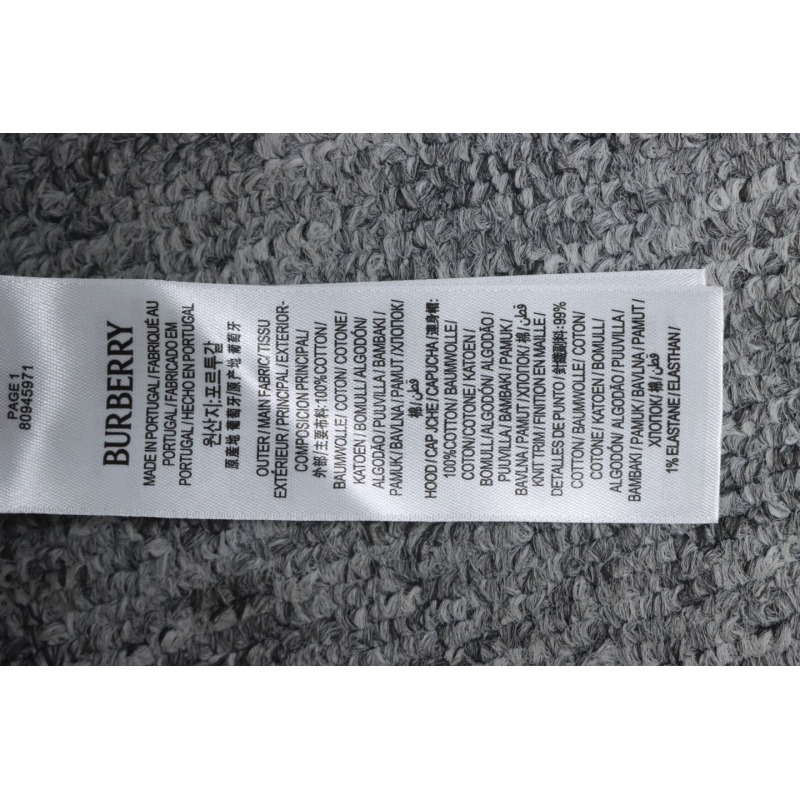 PAGE 1
80945971
BURBERRY
MADE IN PORTUGAL / FABRIQUÉ AU
PORTUGAL / FABRICADO EM
PORTUGAL / HECHO EN PORTUGAL
원산지:포르투갈
原産地 葡萄牙/原产地 葡萄牙
OUTER / MAIN FABRIC / TISSU
EXTÉRIEUR / PRINCIPAL / EXTERIOR-
COMPOSICION PRINCIPAL /
外部/主要布料:100% COTTON /
BAUMWOLLE / COTON / COTONE /
KATOEN / BOMULL / ALGODÓN /
ALGODÃO / PUUVILLA / BAMBAKI /
PAMUK / BAVLNA / PAMUT / ХЛОПОК /
棉/قطن
HOOD / CAPUCHE / CAPUCHA / 連身帽:
100% COTTON / BAUMWOLLE /
COTON / COTONE / KATOEN /
BOMULL / ALGODÓN / ALGODÃO /
PUUVILLA / BAMBAKI / PAMUK /
BAVLNA / PAMUT / ХЛОПОК / 棉/قطن
KNIT TRIM / FINITION EN MAILLE /
DETALLES DE PUNTO / 針織副料: 99%
COTTON / BAUMWOLLE / COTON /
COTONE / KATOEN / BOMULL /
ALGODÓN / ALGODÃO / PUUVILLA /
BAMBAKI / PAMUK / BAVLNA / PAMUT /
ХЛОПОК / 棉/قطن /
1% ELASTANE / ELASTHAN /